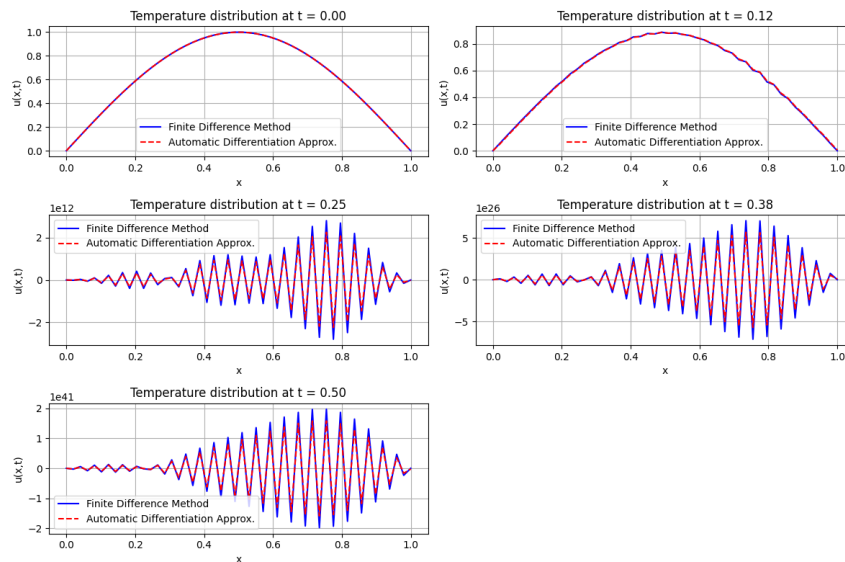 Temperature distribution at t = 0.00
1.0
0.8
0.6
0.4
0.2
0.0
u(x,t)
Finite Difference Method
Automatic Differentiation Approx.
0.0 0.2 0.4 0.6 0.8 1.0
x
Temperature distribution at t = 0.12
0.8
0.6
0.4
0.2
0.0
u(x,t)
Finite Difference Method
Automatic Differentiation Approx.
0.0 0.2 0.4 0.6 0.8 1.0
x
Temperature distribution at t = 0.25
1e12
2
0
−2
u(x,t)
Finite Difference Method
Automatic Differentiation Approx.
0.0 0.2 0.4 0.6 0.8 1.0
x
Temperature distribution at t = 0.38
1e26
5
0
−5
u(x,t)
Finite Difference Method
Automatic Differentiation Approx.
0.0 0.2 0.4 0.6 0.8 1.0
x
Temperature distribution at t = 0.50
1e41
2
1
0
−1
−2
u(x,t)
Finite Difference Method
Automatic Differentiation Approx.
0.0 0.2 0.4 0.6 0.8 1.0
x